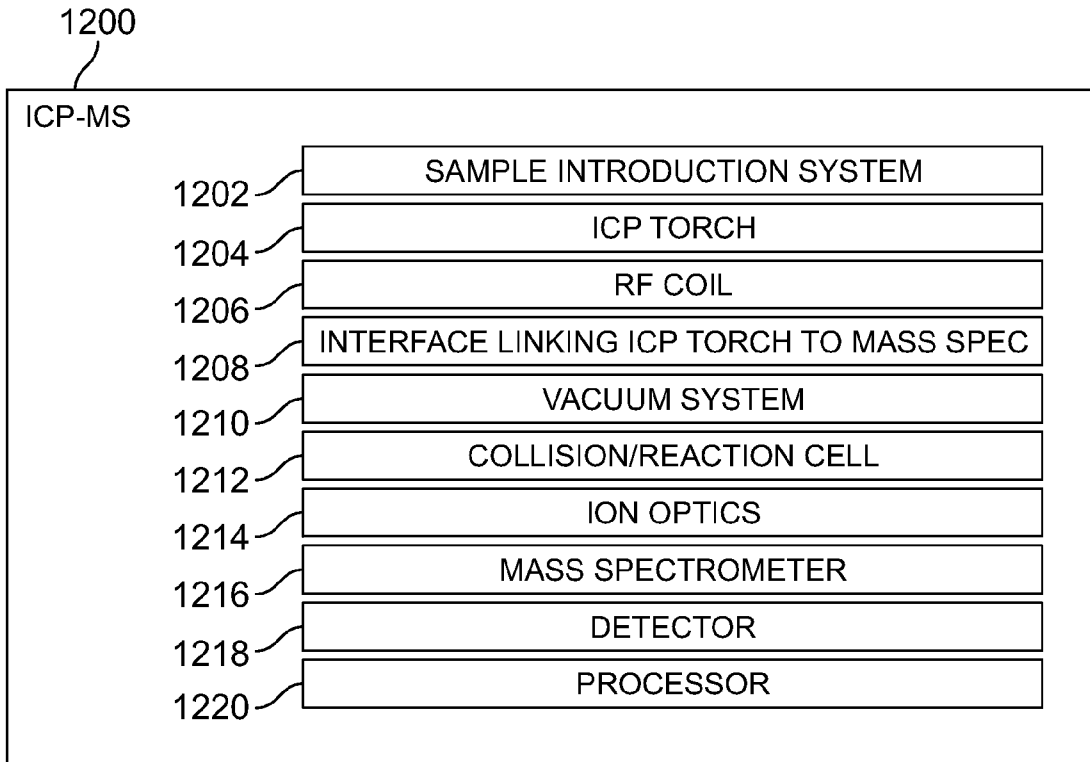 1200
ICP-MS
1202 SAMPLE INTRODUCTION SYSTEM
1204 ICP TORCH
1206 RF COIL
1208 INTERFACE LINKING ICP TORCH TO MASS SPEC
1210 VACUUM SYSTEM
1212 COLLISION/REACTION CELL
1214 ION OPTICS
1216 MASS SPECTROMETER
1218 DETECTOR
1220 PROCESSOR